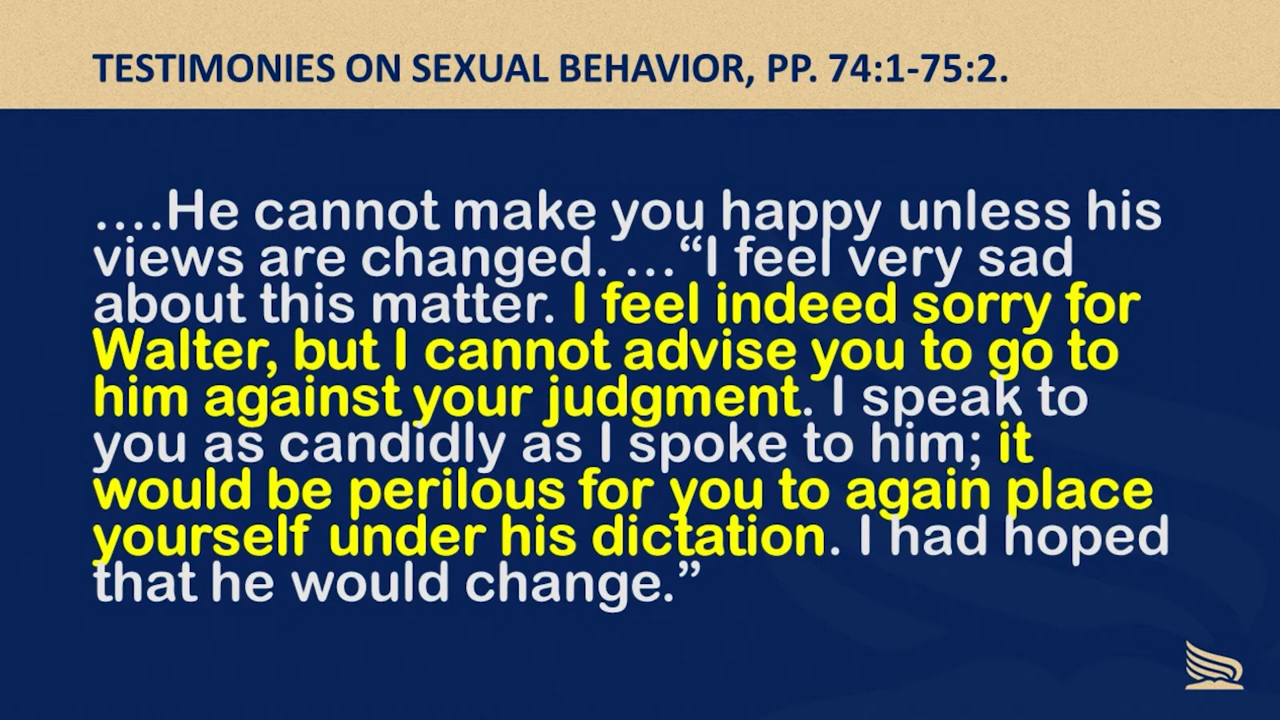 TESTIMONIES ON SEXUAL BEHAVIOR, PP. 74:1-75:2.
....He cannot make you happy unless his
views are changed. ...“I feel very sad
about this matter. I feel indeed sorry for
Walter, but I cannot advise you to go to
him against your judgment. I speak to
you as candidly as I spoke to him; it
would be perilous for you to again place
yourself under his dictation. I had hoped
that he would change.”